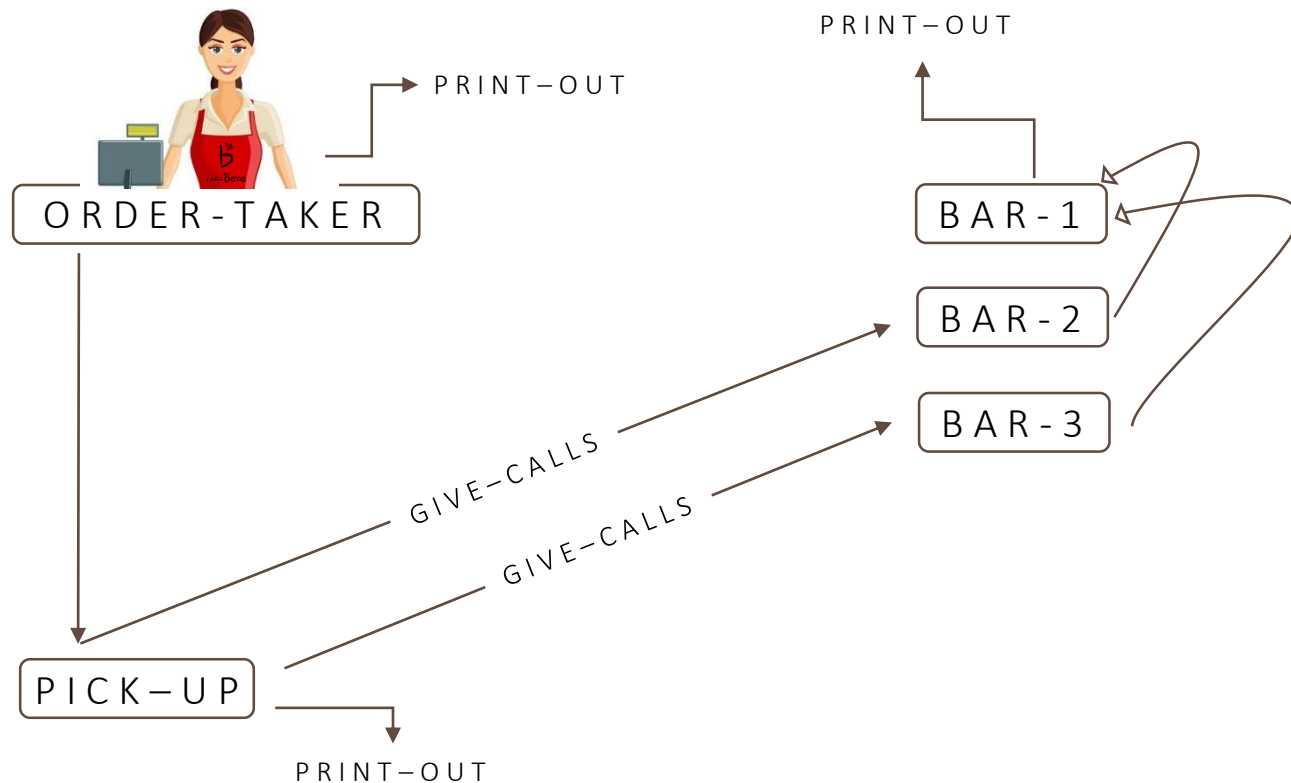 PRINT–OUT
PRINT–OUT
Bene
ORDER-TAKER
BAR-1
BAR-2
BAR-3
GIVE–CALLS
GIVE–CALLS
PICK–UP
PRINT–OUT